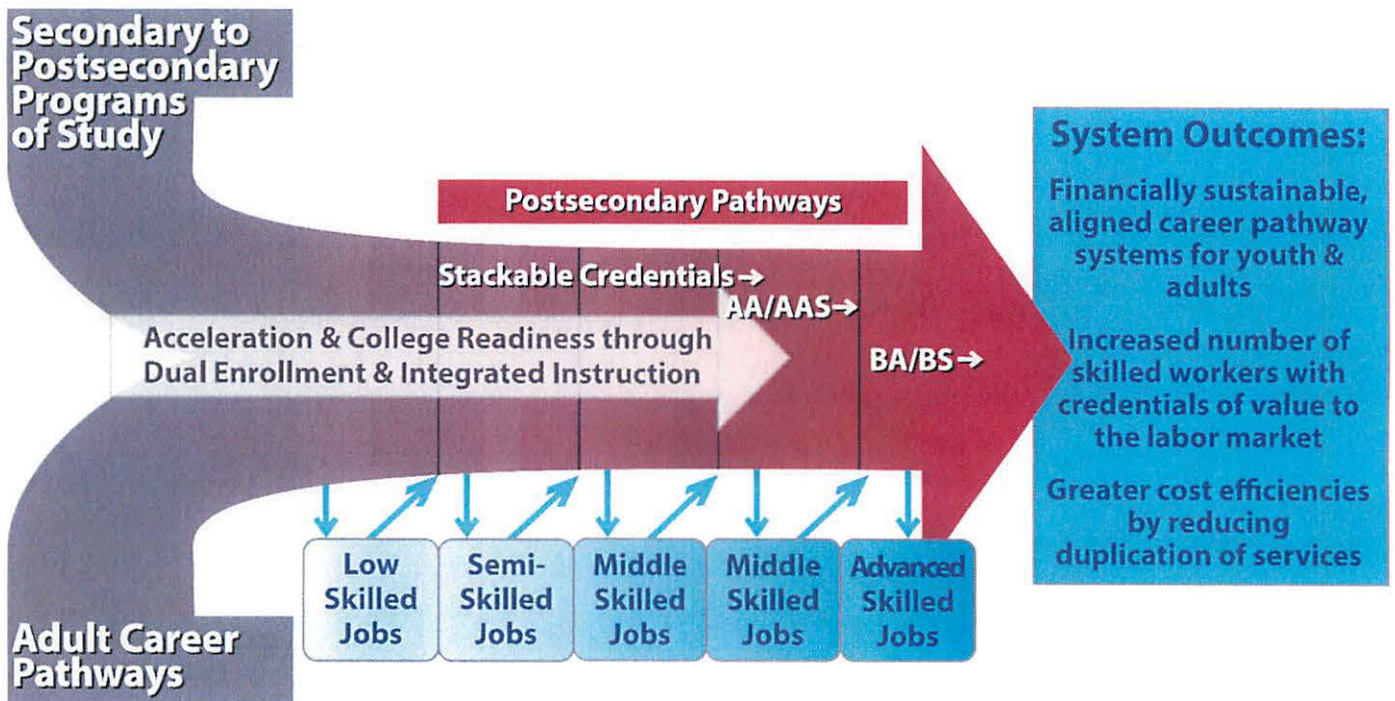 Secondary to
Postsecondary
Programs
of Study
Postsecondary Pathways
Stackable Credentials→
AA/AAS→
BA/BS→
Acceleration & College Readiness through
Dual Enrollment & Integrated Instruction
Low
Skilled
Jobs
Semi-
Skilled
Jobs
Middle
Skilled
Jobs
Middle
Skilled
Jobs
Advanced
Skilled
Jobs
Adult Career
Pathways
System Outcomes:
Financially sustainable,
aligned career pathway
systems for youth &
adults
Increased number of
skilled workers with
credentials of value to
the labor market
Greater cost efficiencies
by reducing
duplication of services